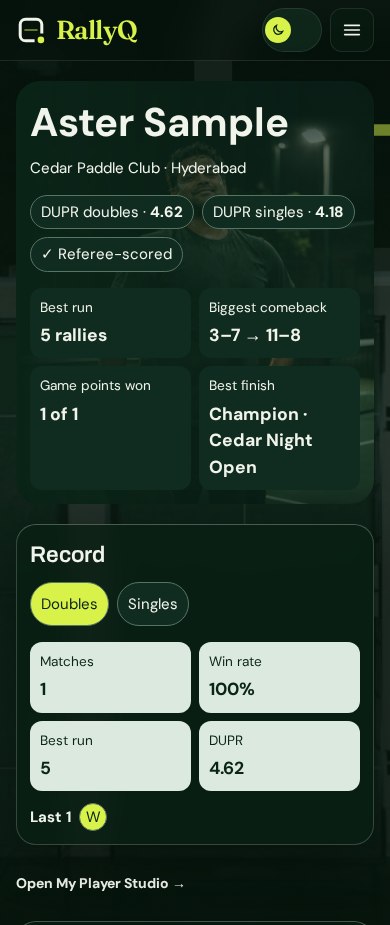 RallyQ
Aster Sample
Cedar Paddle Club · Hyderabad
DUPR doubles · 4.62
DUPR singles · 4.18
✓ Referee-scored
Best run
5 rallies
Biggest comeback
3–7 → 11–8
Game points won
1 of 1
Best finish
Champion ·
Cedar Night
Open
Record
Doubles
Singles
Matches
1
Win rate
100%
Best run
5
DUPR
4.62
Last 1 W
Open My Player Studio →